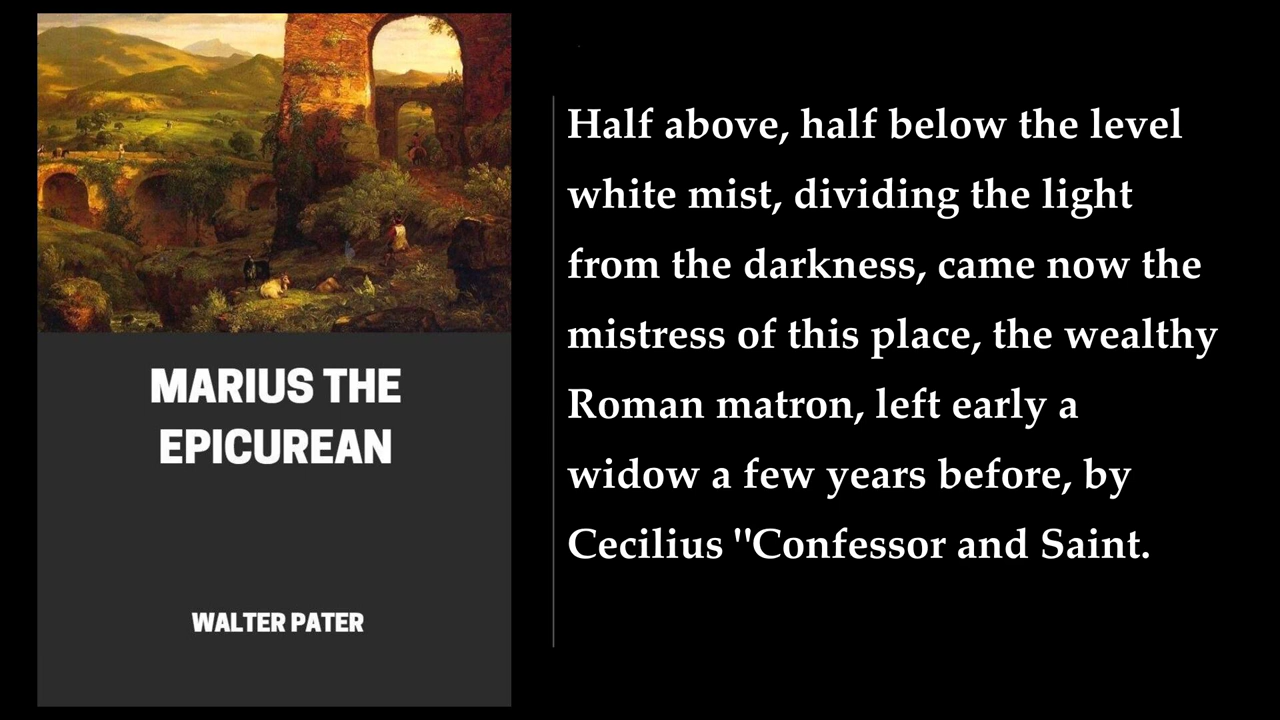 MARIUS THE
EPICUREAN
WALTER PATER
Half above, half below the level
white mist, dividing the light
from the darkness, came now the
mistress of this place, the wealthy
Roman matron, left early a
widow a few years before, by
Cecilius "Confessor and Saint.